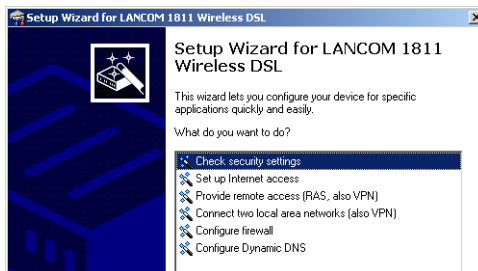 Setup Wizard for LANCOM 1811 Wireless DSL
Setup Wizard for LANCOM 1811
Wireless DSL
This wizard lets you configure your device for specific
applications quickly and easily.
What do you want to do?
Check security settings
Set up Internet access
Provide remote access (RAS, also VPN)
Connect two local area networks (also VPN)
Configure firewall
Configure Dynamic DNS